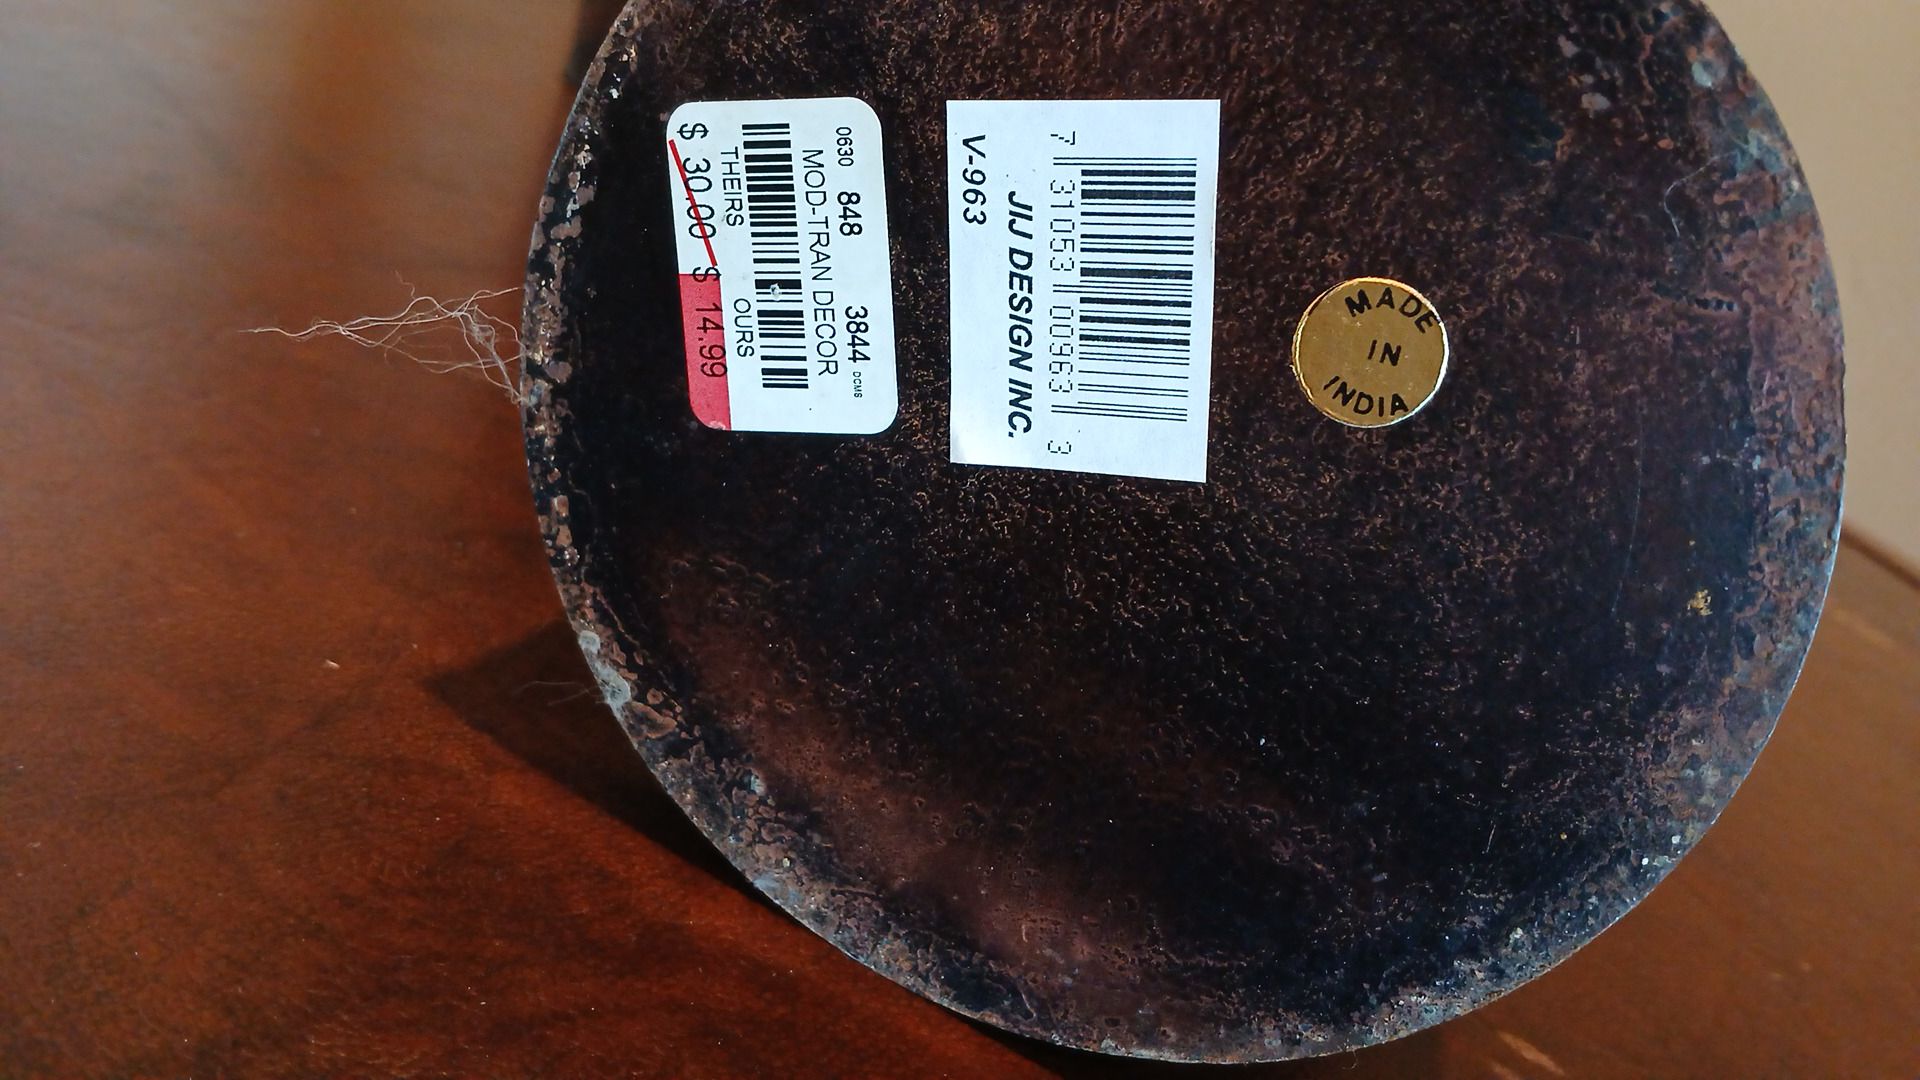 0630 848 3844 DCMS
MOD-TRAN DECOR
THEIRS OURS
$ 30.00 $ 14.99
7 31053 00963 3
JIJ DESIGN INC.
V-963
MADE
IN
INDIA